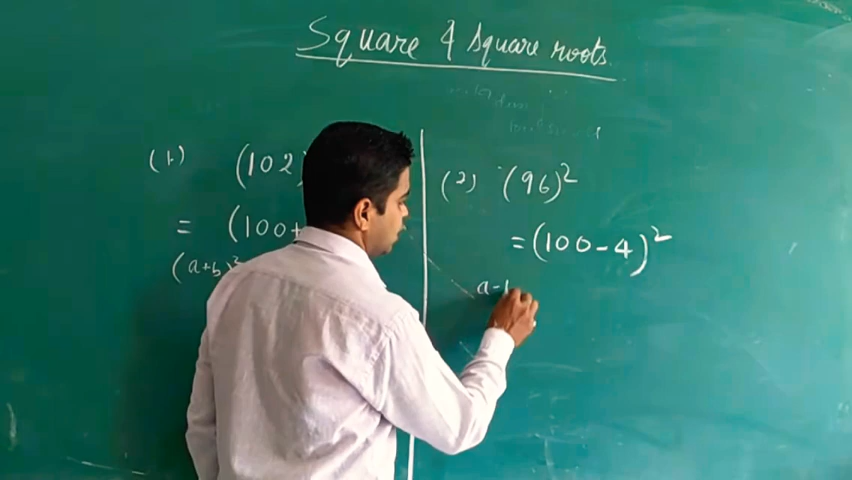 Square & square roots.
(1) (102)
= (100+
(a+b)²
(2) (96)²
= (100-4)²
a-b